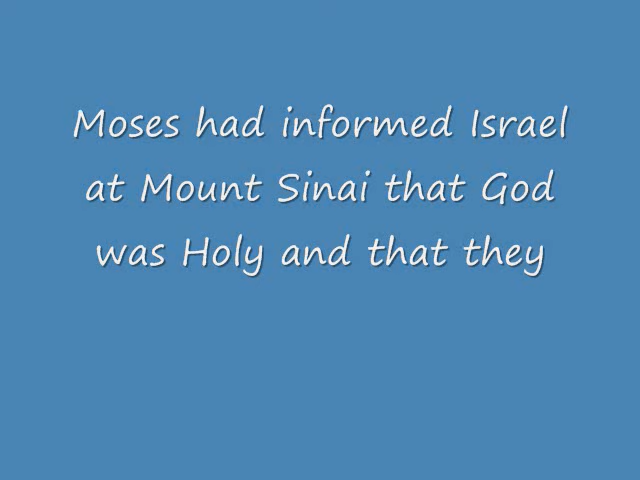 Moses had informed Israel
at Mount Sinai that God
was Holy and that they